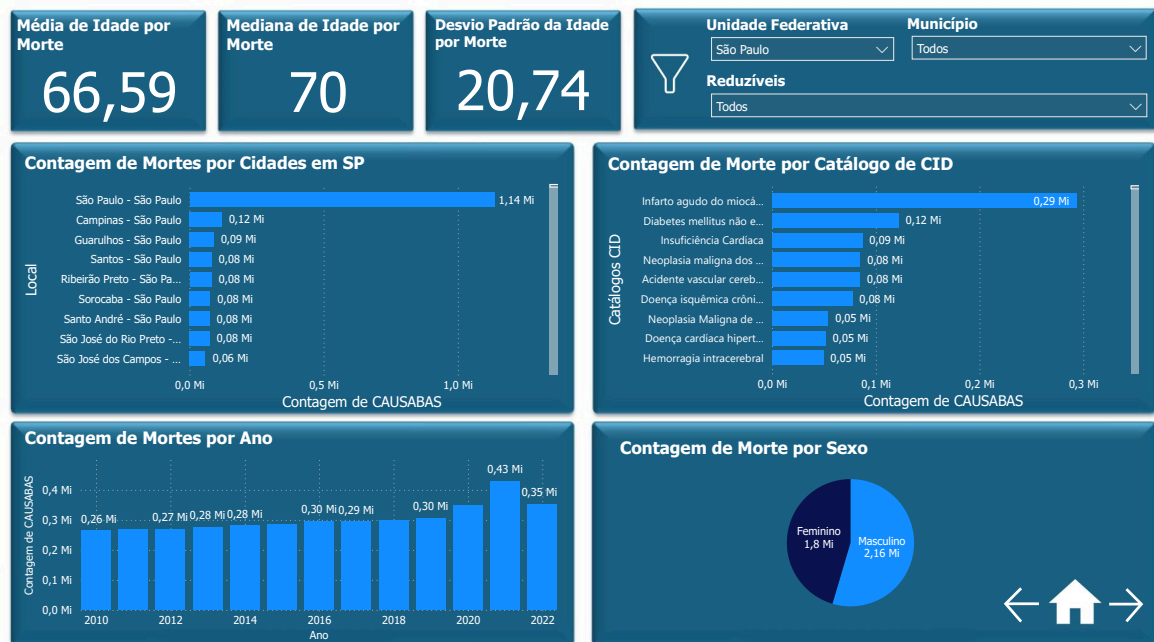 Média de Idade por
Morte
66,59
Mediana de Idade por
Morte
70
Desvio Padrão da Idade
por Morte
20,74
Unidade Federativa
São Paulo
Município
Todos
Reduzíveis
Todos
Contagem de Mortes por Cidades em SP
Local
São Paulo - São Paulo
1,14 Mi
Campinas - São Paulo
0,12 Mi
Guarulhos - São Paulo
0,09 Mi
Santos - São Paulo
0,08 Mi
Ribeirão Preto - São Pa...
0,08 Mi
Sorocaba - São Paulo
0,08 Mi
Santo André - São Paulo
0,08 Mi
São José do Rio Preto - ...
0,08 Mi
São José dos Campos - ...
0,06 Mi
0,0 Mi
0,5 Mi
1,0 Mi
Contagem de CAUSABAS
Contagem de Morte por Catálogo de CID
Catálogos CID
Infarto agudo do miocá...
0,29 Mi
Diabetes mellitus não e...
0,12 Mi
Insuficiência Cardíaca
0,09 Mi
Neoplasia maligna dos ...
0,08 Mi
Acidente vascular cereb...
0,08 Mi
Doença isquêmica crôni...
0,08 Mi
Neoplasia Maligna de ...
0,05 Mi
Doença cardíaca hipert...
0,05 Mi
Hemorragia intracerebral
0,05 Mi
0,0 Mi
0,1 Mi
0,2 Mi
0,3 Mi
Contagem de CAUSABAS
Contagem de Mortes por Ano
Contagem de CAUSABAS
0,4 Mi
0,3 Mi
0,2 Mi
0,1 Mi
0,0 Mi
0,26 Mi
0,27 Mi
0,28 Mi
0,28 Mi
0,30 Mi
0,29 Mi
0,30 Mi
0,43 Mi
0,35 Mi
2010
2012
2014
2016
2018
2020
2022
Ano
Contagem de Morte por Sexo
Feminino
1,8 Mi
Masculino
2,16 Mi